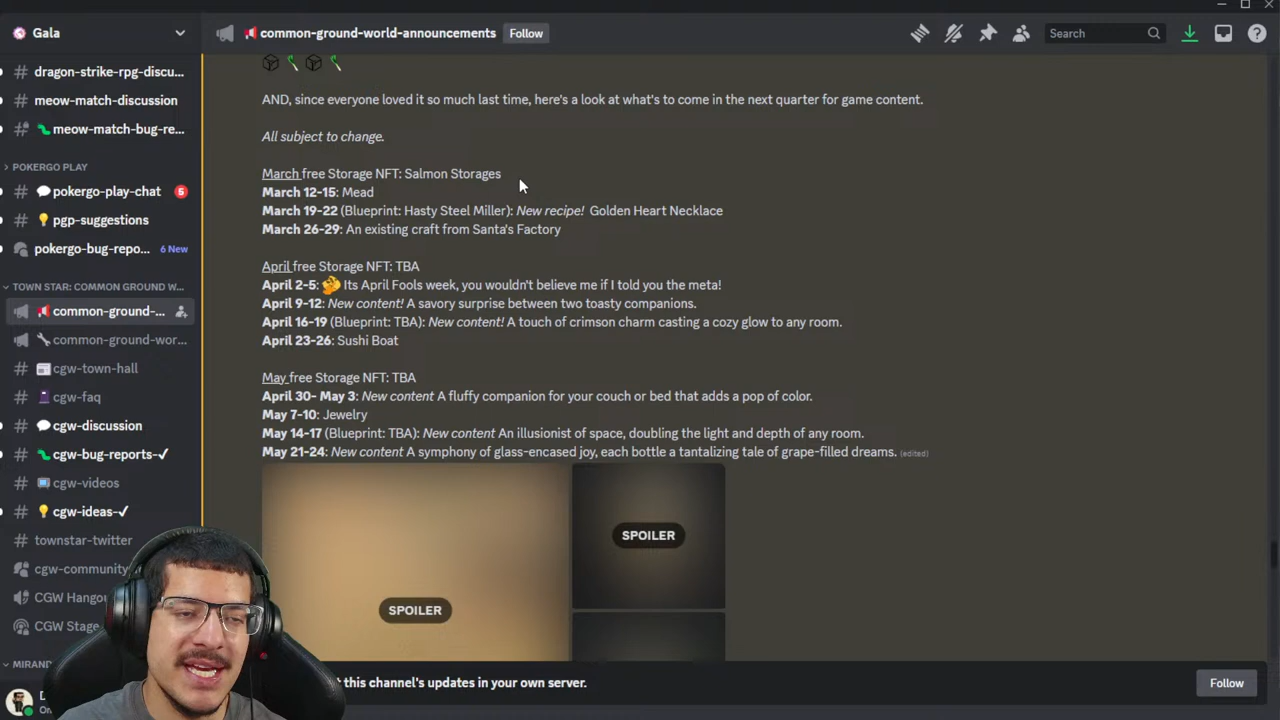 Gala
common-ground-world-announcements
Follow
Search
dragon-strike-rpg-discu...
meow-match-discussion
meow-match-bug-re...
POKERGO PLAY
pokergo-play-chat
5
pgp-suggestions
pokergo-bug-repo...
6 New
TOWN STAR: COMMON GROUND W
common-ground-...
common-ground-wor...
cgw-town-hall
cgw-faq
cgw-discussion
cgw-bug-reports-✓
cgw-videos
cgw-ideas-✓
townstar-twitter
cgw-community
CGW Hango
CGW Stage
MIRAND
AND, since everyone loved it so much last time, here's a look at what's to come in the next quarter for game content.
All subject to change.
March free Storage NFT: Salmon Storages
March 12-15: Mead
March 19-22 (Blueprint: Hasty Steel Miller): New recipe! Golden Heart Necklace
March 26-29: An existing craft from Santa's Factory
April free Storage NFT: TBA
April 2-5: 🤔 Its April Fools week, you wouldn't believe me if I told you the meta!
April 9-12: New content! A savory surprise between two toasty companions.
April 16-19 (Blueprint: TBA): New content! A touch of crimson charm casting a cozy glow to any room.
April 23-26: Sushi Boat
May free Storage NFT: TBA
April 30- May 3: New content A fluffy companion for your couch or bed that adds a pop of color.
May 7-10: Jewelry
May 14-17 (Blueprint: TBA): New content An illusionist of space, doubling the light and depth of any room.
May 21-24: New content A symphony of glass-encased joy, each bottle a tantalizing tale of grape-filled dreams. (edited)
SPOILER
SPOILER
t this channel's updates in your own server.
Follow